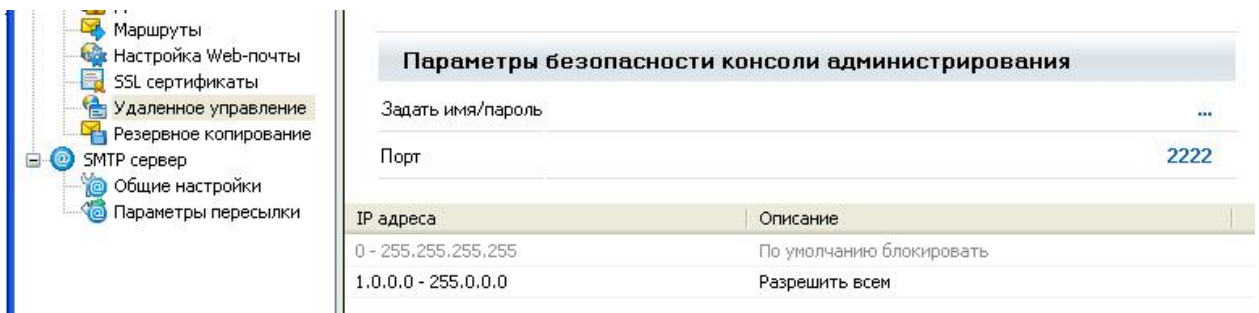 Маршруты
Настройка Web-почты
SSL сертификаты
Удаленное управление
Резервное копирование
SMTP сервер
Общие настройки
Параметры пересылки
Параметры безопасности консоли администрирования
Задать имя/пароль ...
Порт 2222
IP адреса Описание
0 - 255.255.255.255 По умолчанию блокировать
1.0.0.0 - 255.0.0.0 Разрешить всем